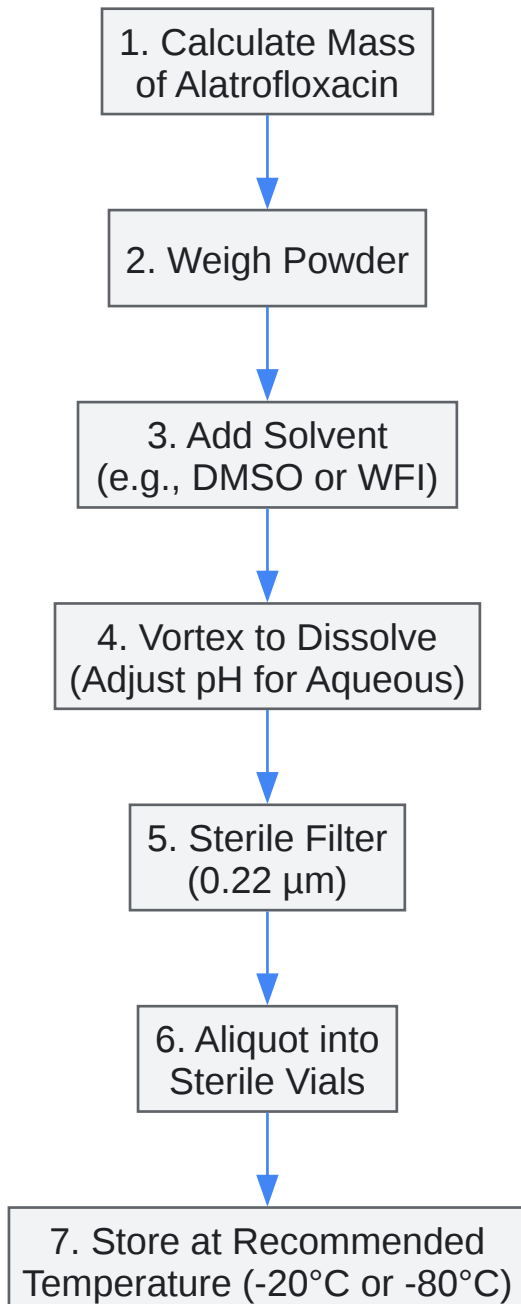 1. Calculate Mass
of Alatrofloxacin
2. Weigh Powder
3. Add Solvent
(e.g., DMSO or WFI)
4. Vortex to Dissolve
(Adjust pH for Aqueous)
5. Sterile Filter
(0.22 µm)
6. Aliquot into
Sterile Vials
7. Store at Recommended
Temperature (-20°C or -80°C)